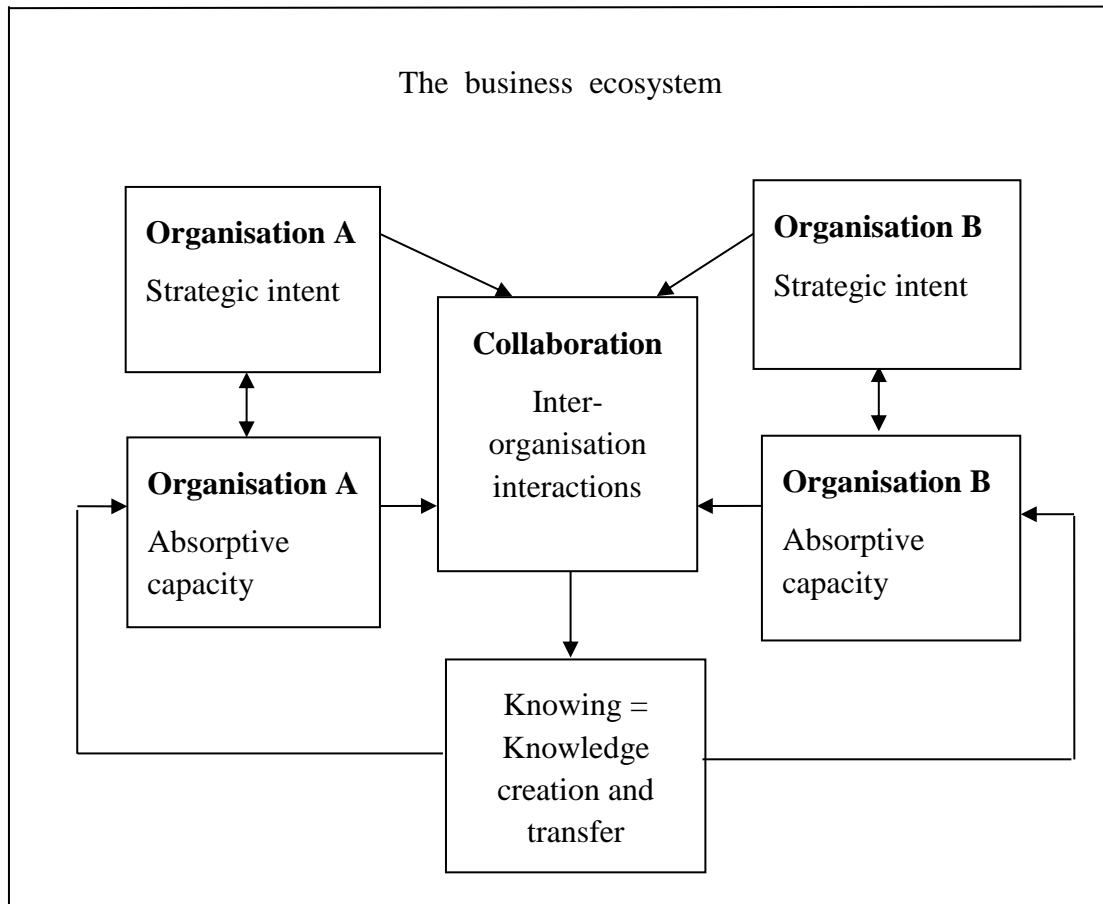 The business ecosystem
Organisation A
Strategic intent
Organisation B
Strategic intent
Collaboration
Inter-
organisation
interactions
Organisation A
Absorptive
capacity
Organisation B
Absorptive
capacity
Knowing =
Knowledge
creation and
transfer